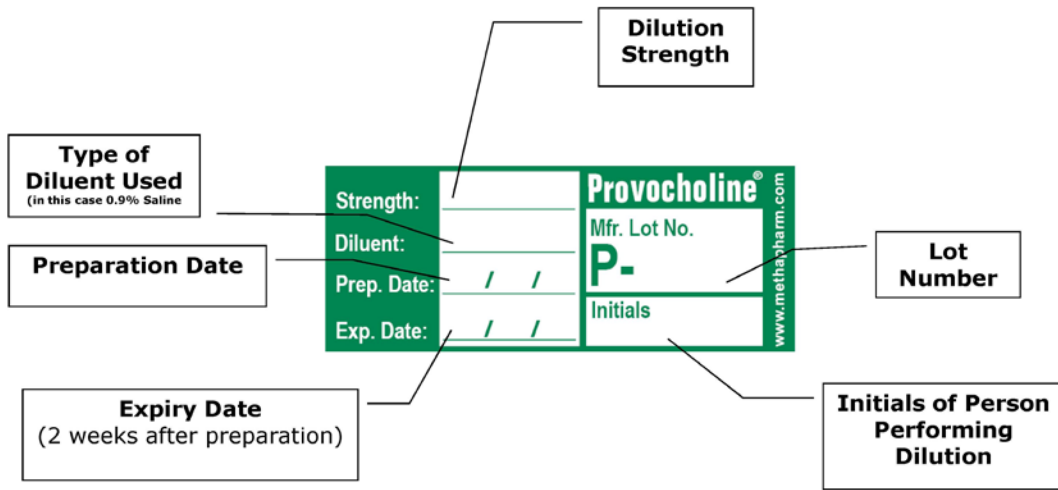 Dilution
Strength
Type of
Diluent Used
(in this case 0.9% Saline
Preparation Date
Expiry Date
(2 weeks after preparation)
Strength:
Diluent:
Prep. Date: / /
Exp. Date: / /
Provocholine®
Mfr. Lot No.
P-
Initials
www.methapharm.com
Lot
Number
Initials of Person
Performing
Dilution